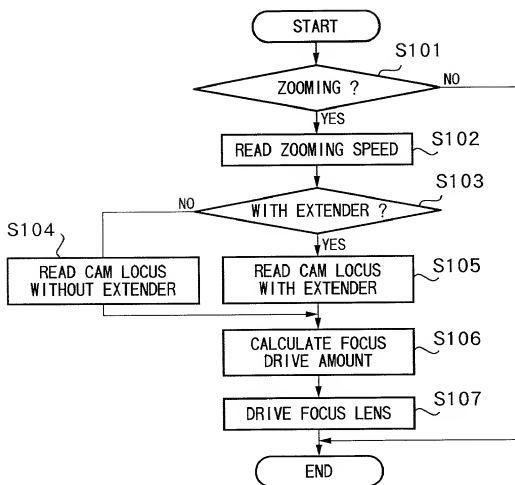 START
S101
ZOOMING ?
NO
YES
READ ZOOMING SPEED
S102
S103
NO
WITH EXTENDER ?
S104
YES
READ CAM LOCUS
WITHOUT EXTENDER
READ CAM LOCUS
WITH EXTENDER
S105
CALCULATE FOCUS
DRIVE AMOUNT
S106
DRIVE FOCUS LENS
S107
END